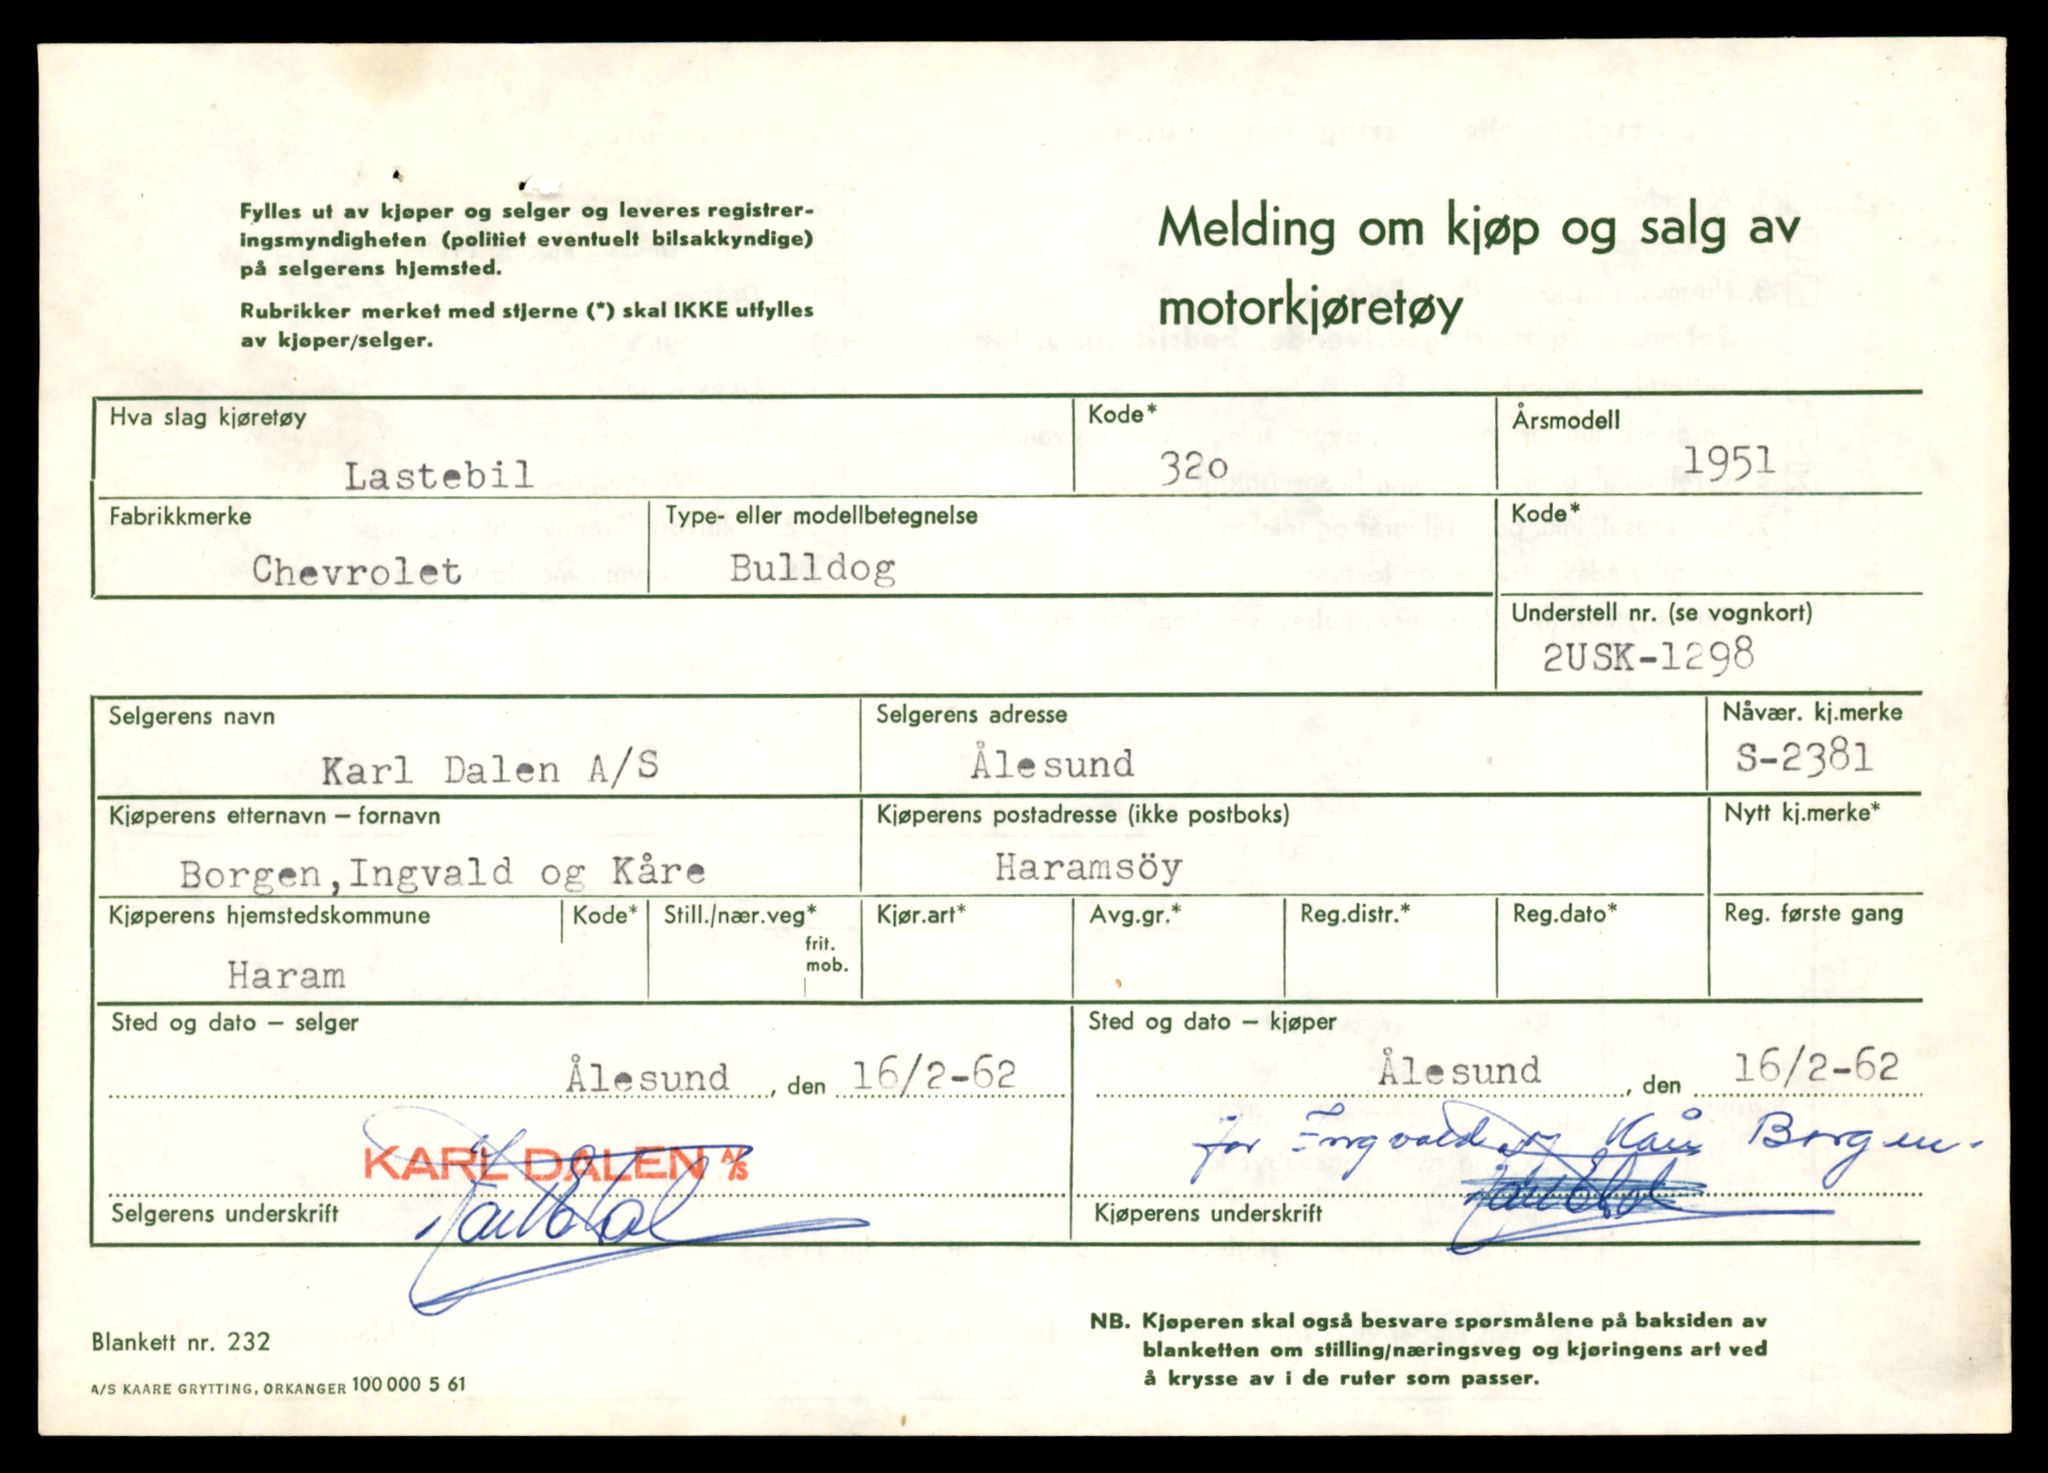 Fylles ut av kjøper og selger og leveres registrer-
ingsmyndigheten (politiet eventuelt bilsakkyndige)
på selgerens hjemsted.
Rubrikker merket med stjerne (*) skal IKKE utfylles
av kjøper/selger.
Melding om kjøp og salg av
motorkjøretøy
Hva slag kjøretøy
Lastebil
Kode*
320
Årsmodell
1951
Fabrikkmerke
Chevrolet
Type- eller modellbetegnelse
Bulldog
Kode*
Understell nr. (se vognkort)
2USK-1298
Selgerens navn
Karl Dalen A/S
Selgerens adresse
Ålesund
Nåvær. kj.merke
S-2381
Kjøperens etternavn – fornavn
Borgen,Ingvald og Kåre
Kjøperens postadresse (ikke postboks)
Haramsöy
Nytt kj.merke*
Kjøperens hjemstedskommune
Haram
Kode*
Still./nær.veg*
frit.
mob.
Kjør.art*
Avg.gr.*
Reg.distr.*
Reg.dato*
Reg. første gang
Sted og dato – selger
Ålesund, den 16/2-62
Sted og dato – kjøper
Ålesund, den 16/2-62
KARL DALEN A/S
Selgerens underskrift
for Ingvald og Kåre Borgen.
Kjøperens underskrift
Blankett nr. 232
A/S KAARE GRYTTING, ORKANGER 100 000 5 61
NB. Kjøperen skal også besvare spørsmålene på baksiden av
blanketten om stilling/næringsveg og kjøringens art ved
å krysse av i de ruter som passer.